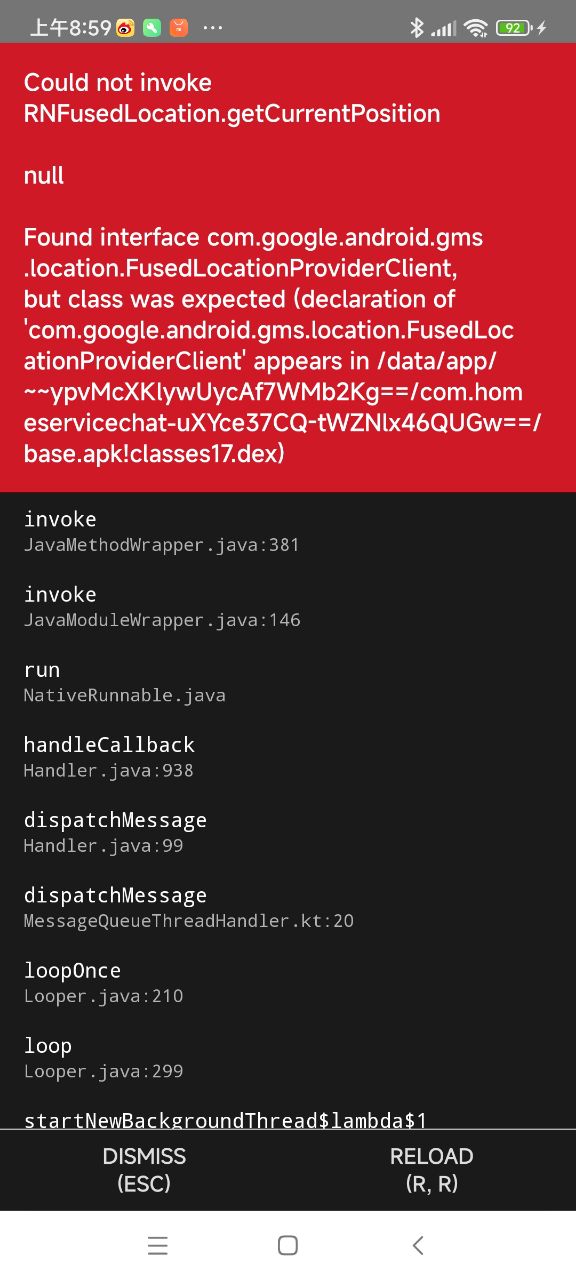 上午8:59 ... 92
Could not invoke
RNFusedLocation.getCurrentPosition
null
Found interface com.google.android.gms
.location.FusedLocationProviderClient,
but class was expected (declaration of
'com.google.android.gms.location.FusedLoc
ationProviderClient' appears in /data/app/
~~ypvMcXKlywUycAf7WMb2Kg==/com.hom
eservicechat-uXYce37CQ-tWZNlx46QUGw==/
base.apk!classes17.dex)
invoke
JavaMethodWrapper.java:381
invoke
JavaModuleWrapper.java:146
run
NativeRunnable.java
handleCallback
Handler.java:938
dispatchMessage
Handler.java:99
dispatchMessage
MessageQueueThreadHandler.kt:20
loopOnce
Looper.java:210
loop
Looper.java:299
startNewBackgroundThread$lambda$1
DISMISS
(ESC)
RELOAD
(R, R)